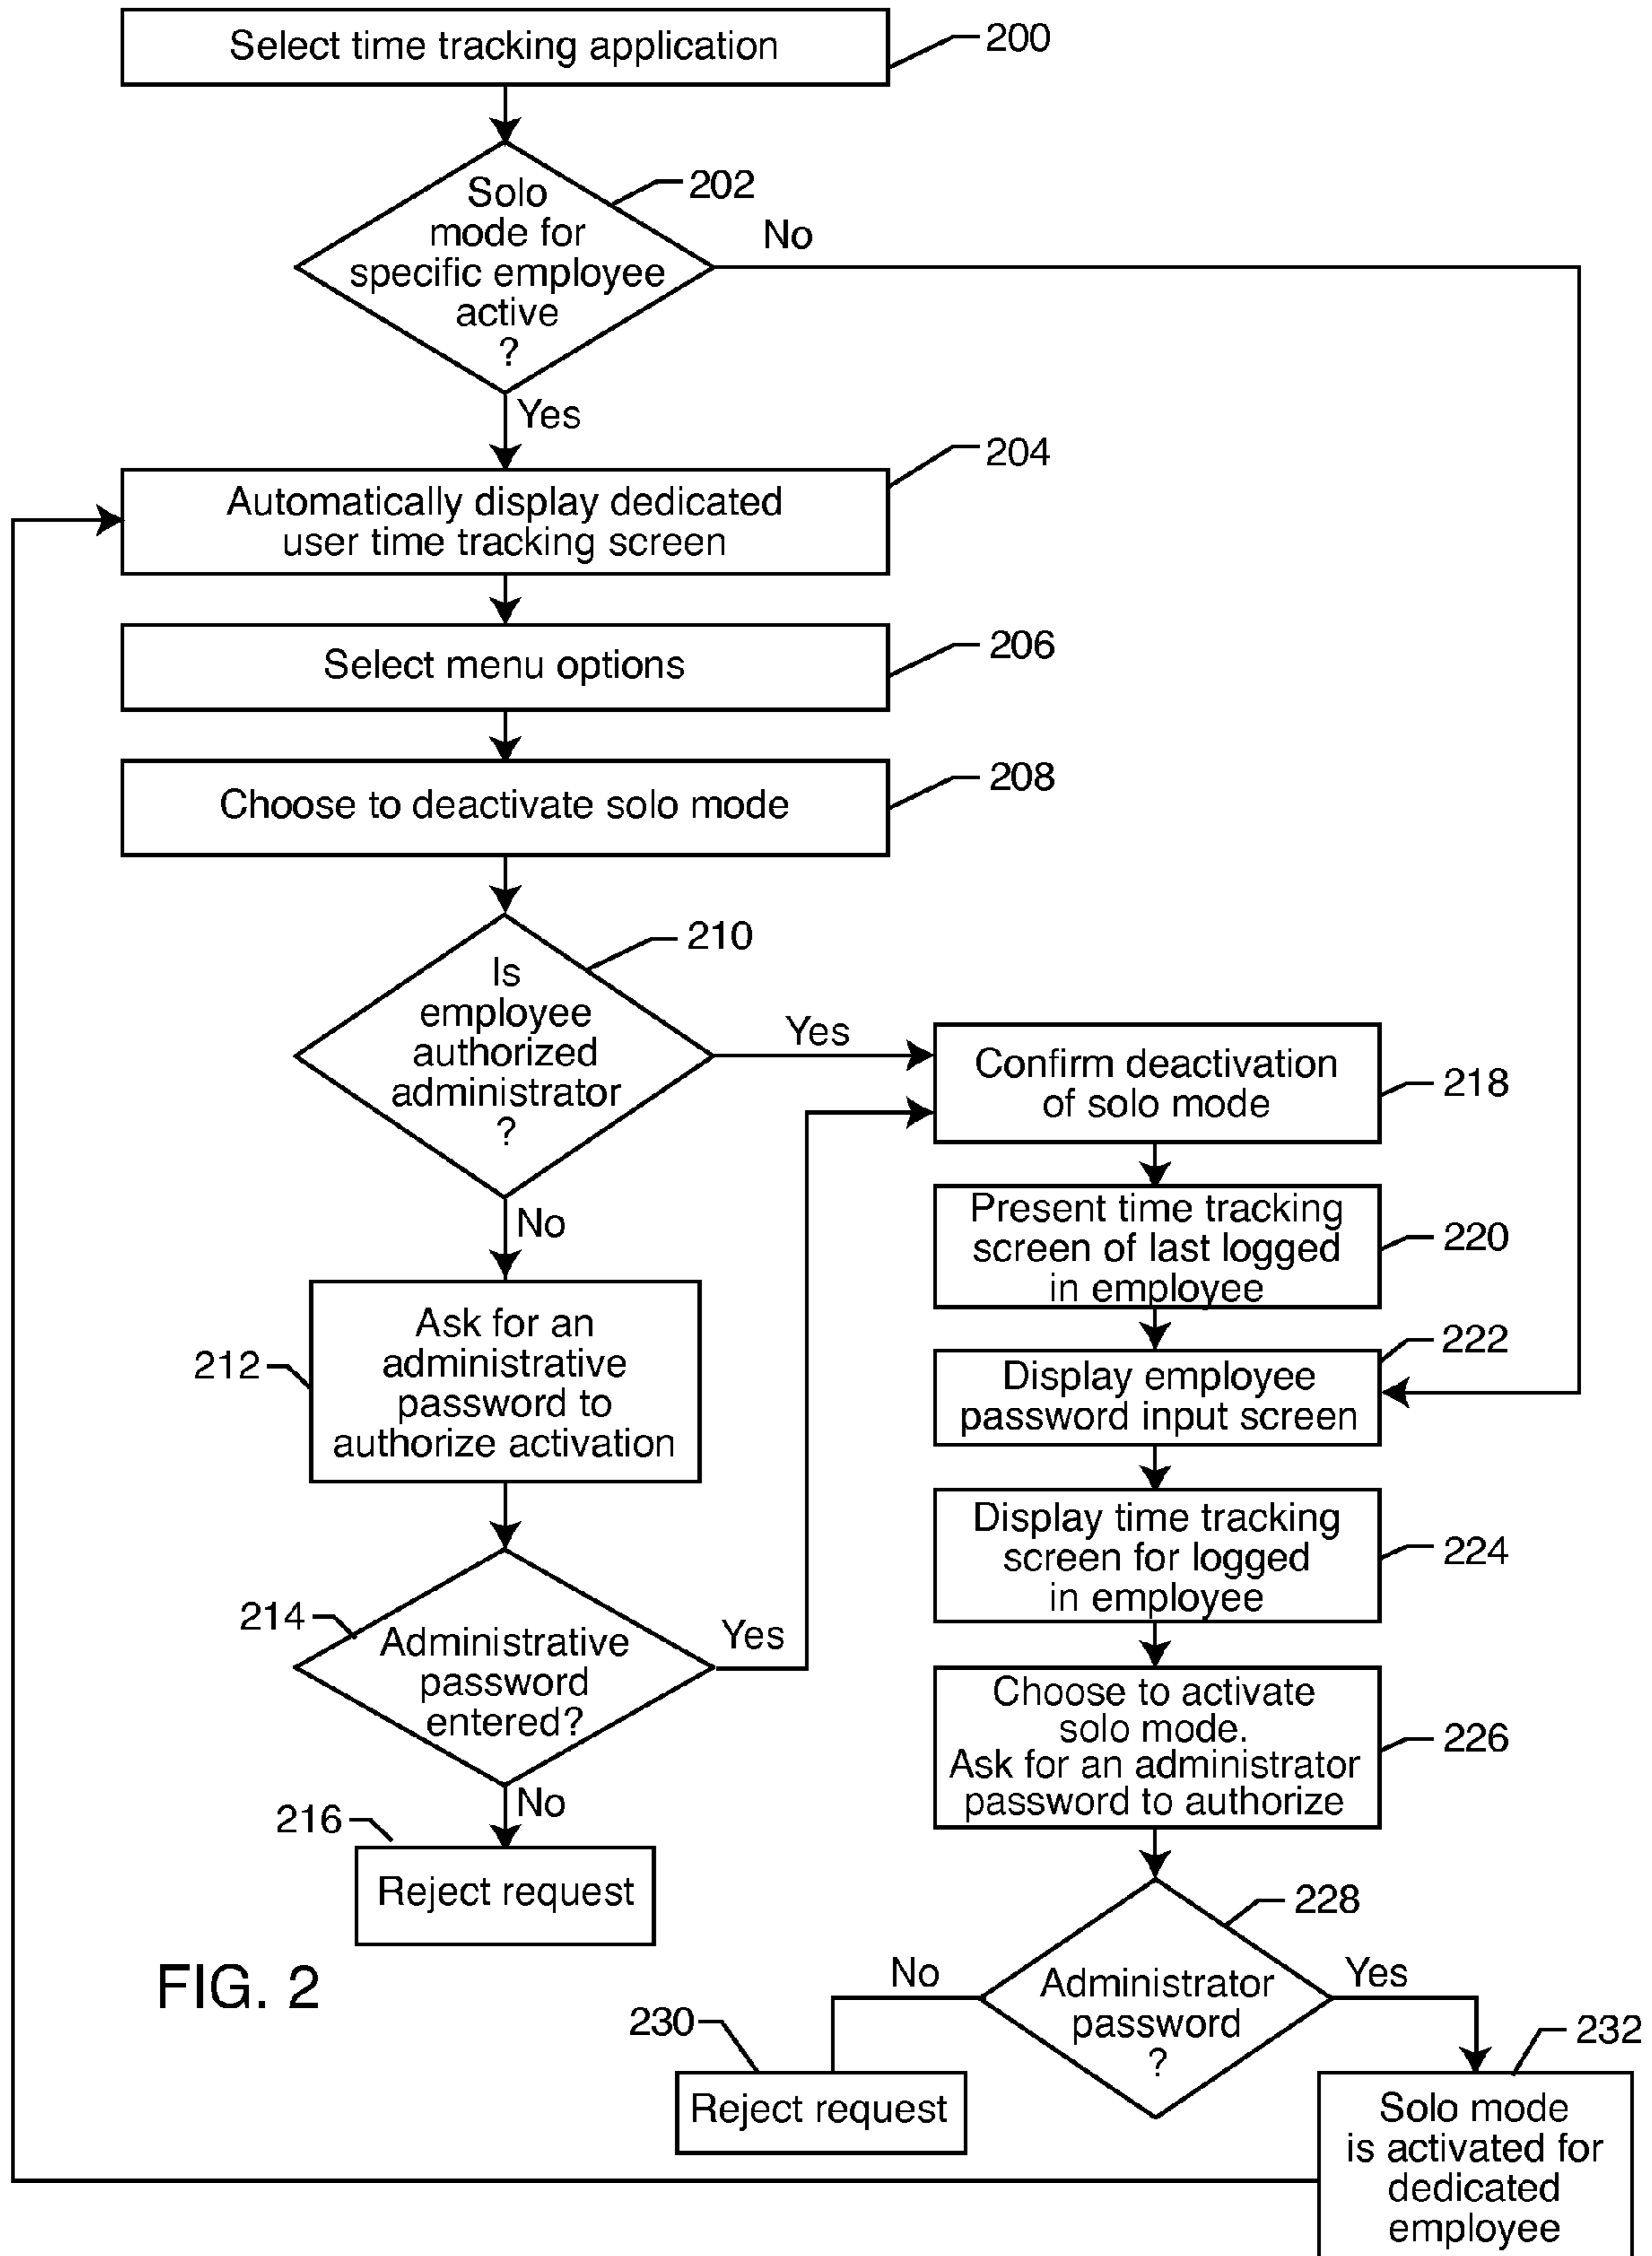 Select time tracking application
200
Solo
mode for
specific employee
active
?
202
No
Yes
Automatically display dedicated
user time tracking screen
204
Select menu options
206
Choose to deactivate solo mode
208
Is
employee
authorized
administrator
?
210
Yes
No
Confirm deactivation
of solo mode
218
Present time tracking
screen of last logged
in employee
220
Ask for an
administrative
password to
authorize activation
212
Display employee
password input screen
222
Display time tracking
screen for logged
in employee
224
214
Administrative
password
entered?
Yes
No
Choose to activate
solo mode.
Ask for an administrator
password to authorize
226
216
Reject request
228
Administrator
password
?
No
Yes
230
Reject request
232
Solo mode
is activated for
dedicated
employee
FIG. 2